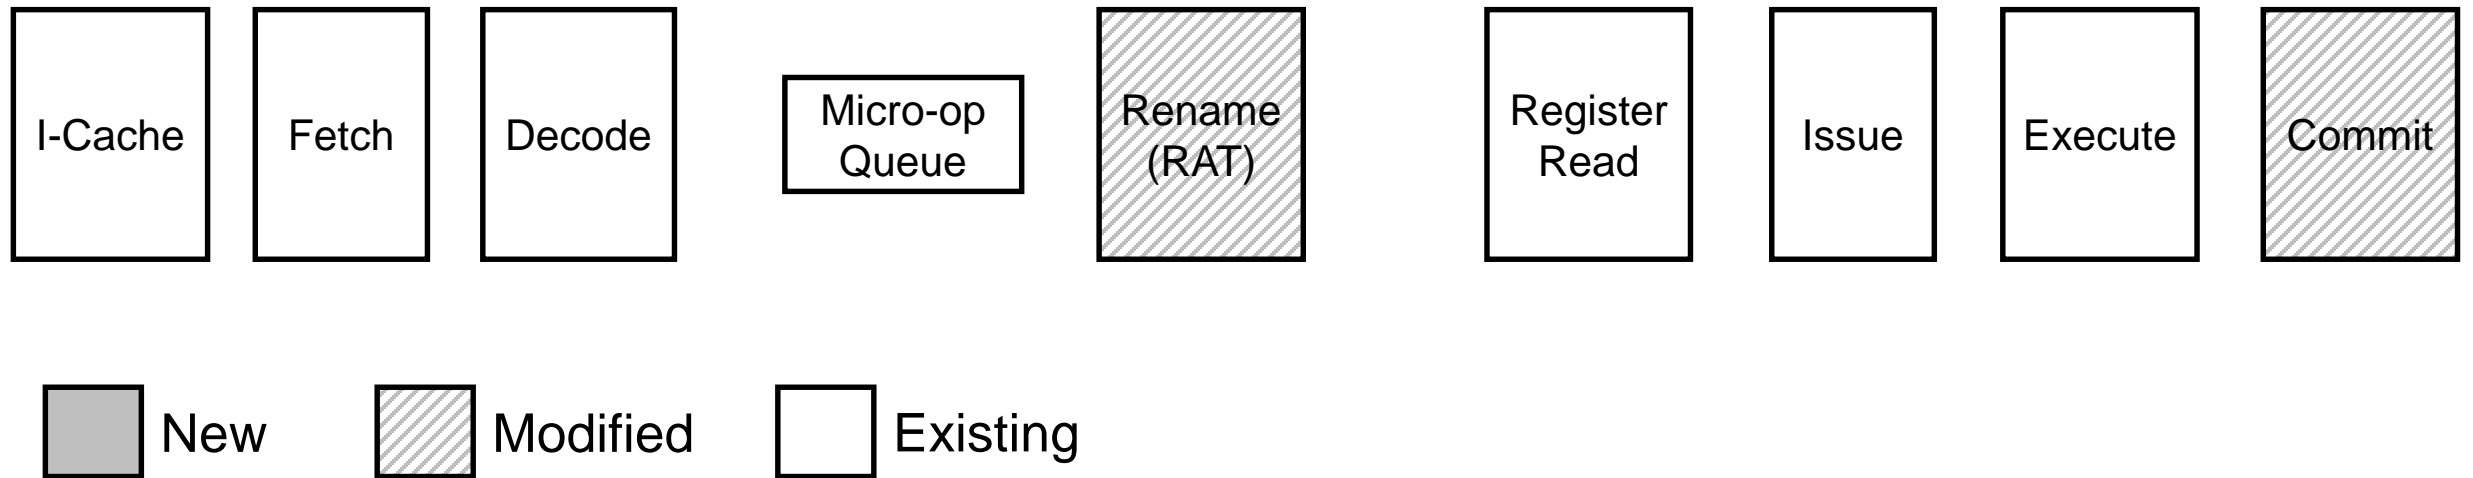 I-Cache
Fetch
Decode
Micro-op
Queue
Rename
(RAT)
Register
Read
Issue
Execute
Commit
New
Modified
Existing